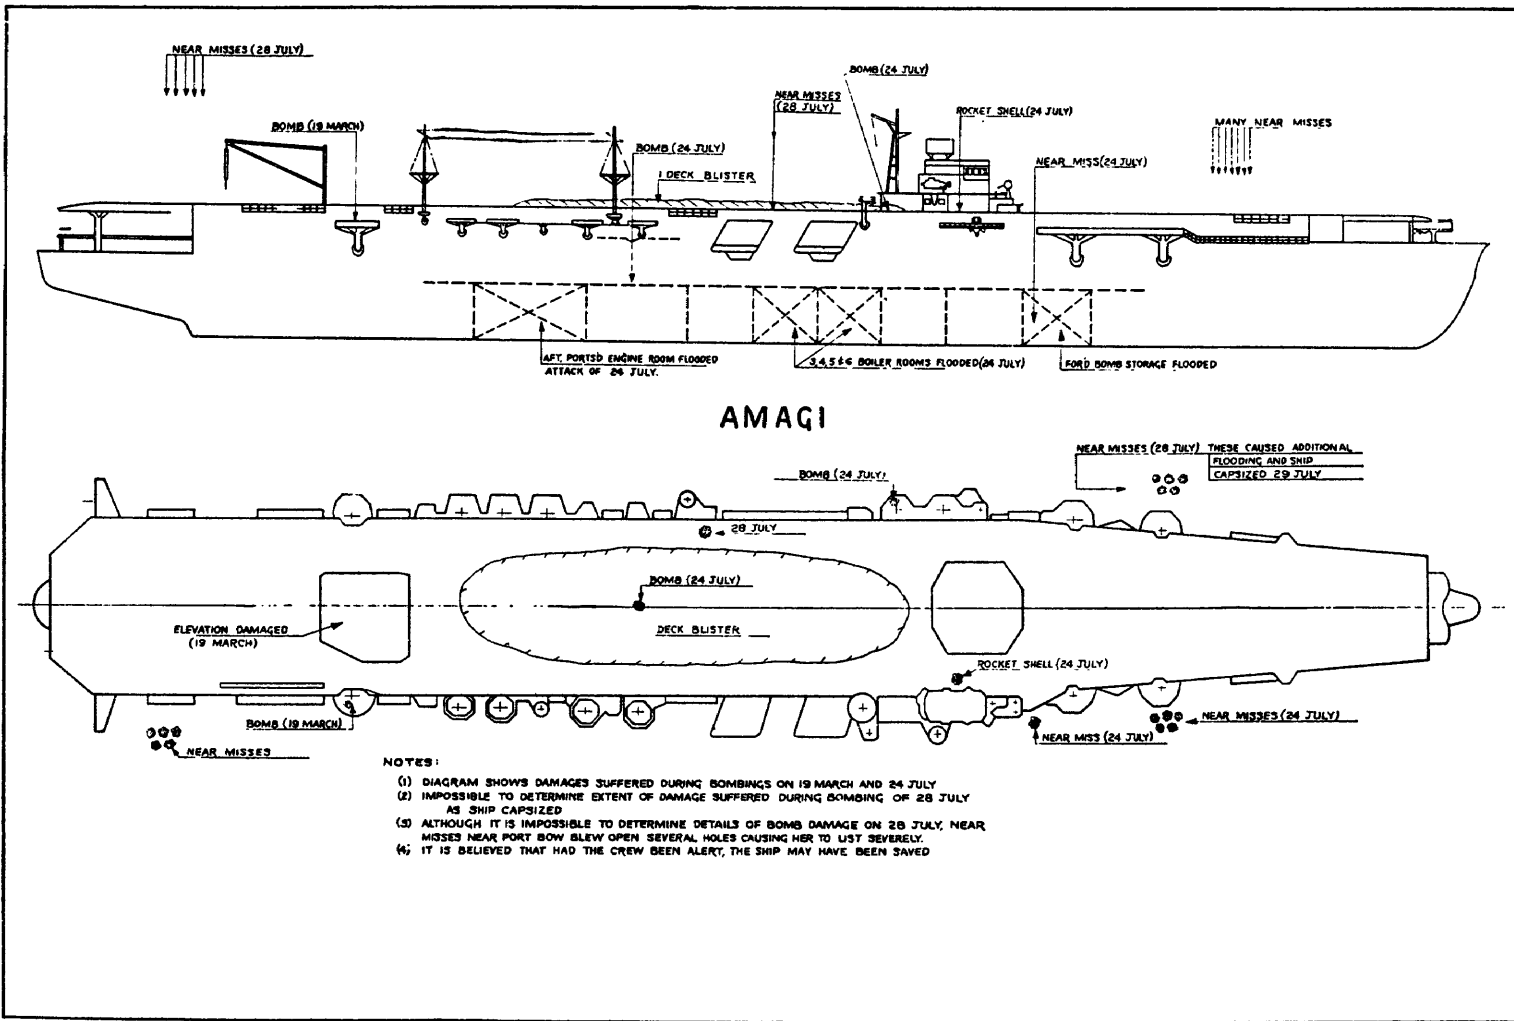 NEAR MISSES (28 JULY)
BOMB (24 JULY)
NEAR MISSES
(28 JULY)
ROCKET SHELL (24 JULY)
BOMB (19 MARCH)
MANY NEAR MISSES
BOMB (24 JULY)
NEAR MISS (24 JULY)
1 DECK BLISTER
AFT, PORTS'D ENGINE ROOM FLOODED
ATTACK OF 24 JULY.
3,4,5 & 6 BOILER ROOMS FLOODED (24 JULY)
FOR'D BOMB STORAGE FLOODED
AMAGI
NEAR MISSES (28 JULY) THESE CAUSED ADDITIONAL
FLOODING AND SHIP
CAPSIZED 29 JULY
BOMB (24 JULY)
28 JULY
BOMB (24 JULY)
ELEVATION DAMAGED
(19 MARCH)
DECK BLISTER
ROCKET SHELL (24 JULY)
BOMB (19 MARCH)
NEAR MISSES (24 JULY)
NEAR MISS (24 JULY)
NEAR MISSES
NOTES:
(1) DIAGRAM SHOWS DAMAGES SUFFERED DURING BOMBINGS ON 19 MARCH AND 24 JULY
(2) IMPOSSIBLE TO DETERMINE EXTENT OF DAMAGE SUFFERED DURING BOMBING OF 28 JULY
AS SHIP CAPSIZED
(3) ALTHOUGH IT IS IMPOSSIBLE TO DETERMINE DETAILS OF BOMB DAMAGE ON 28 JULY, NEAR
MISSES NEAR PORT BOW BLEW OPEN SEVERAL HOLES CAUSING HER TO LIST SEVERELY.
(4) IT IS BELIEVED THAT HAD THE CREW BEEN ALERT, THE SHIP MAY HAVE BEEN SAVED